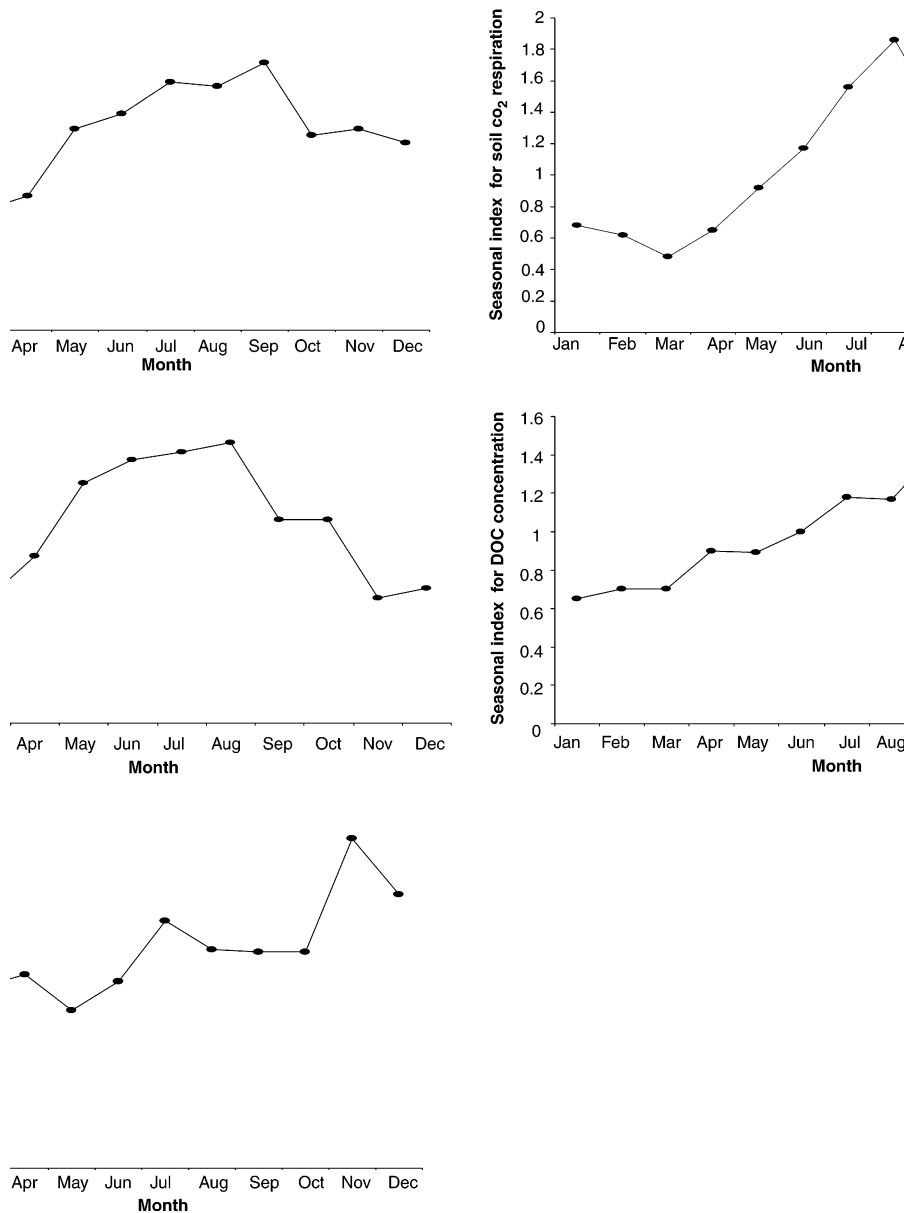 Apr May Jun Jul Aug Sep Oct Nov Dec
Month
Seasonal index for soil co2 respiration
2
1.8
1.6
1.4
1.2
1
0.8
0.6
0.4
0.2
0
Jan Feb Mar Apr May Jun Jul A
Month
Apr May Jun Jul Aug Sep Oct Nov Dec
Month
Seasonal index for DOC concentration
1.6
1.4
1.2
1
0.8
0.6
0.4
0.2
0
Jan Feb Mar Apr May Jun Jul Aug
Month
Apr May Jun Jul Aug Sep Oct Nov Dec
Month